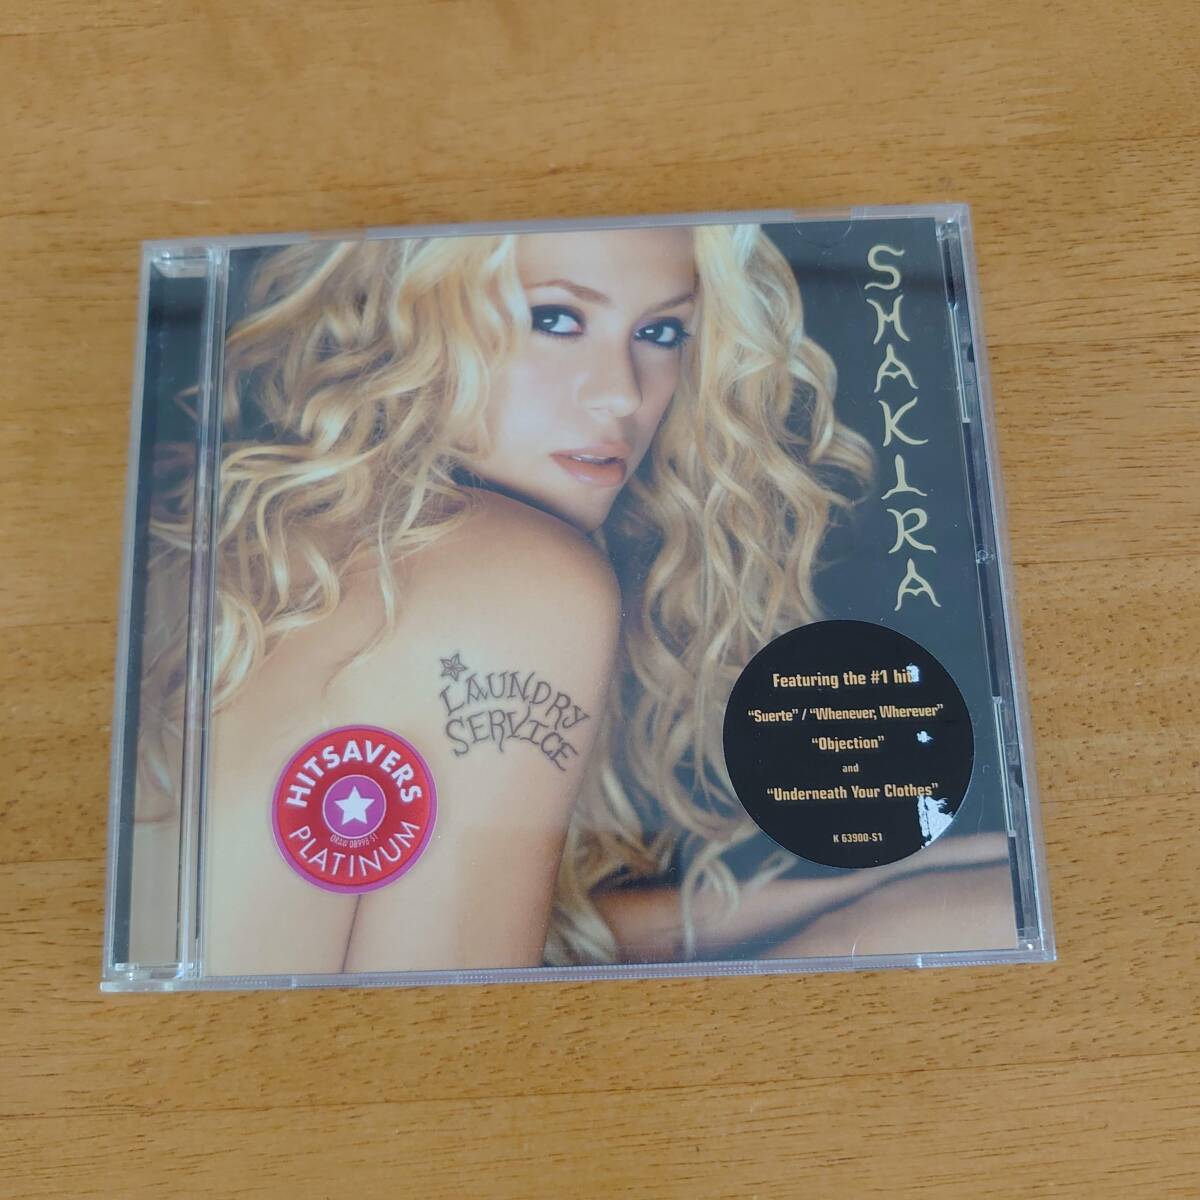 SHAKIRA
LAUNDRY
SERVICE
HITSAVERS
PLATINUM
Featuring the #1 hit
"Suerte" / "Whenever, Wherever"
"Objection"
and
"Underneath Your Clothes"
K 63900-S1